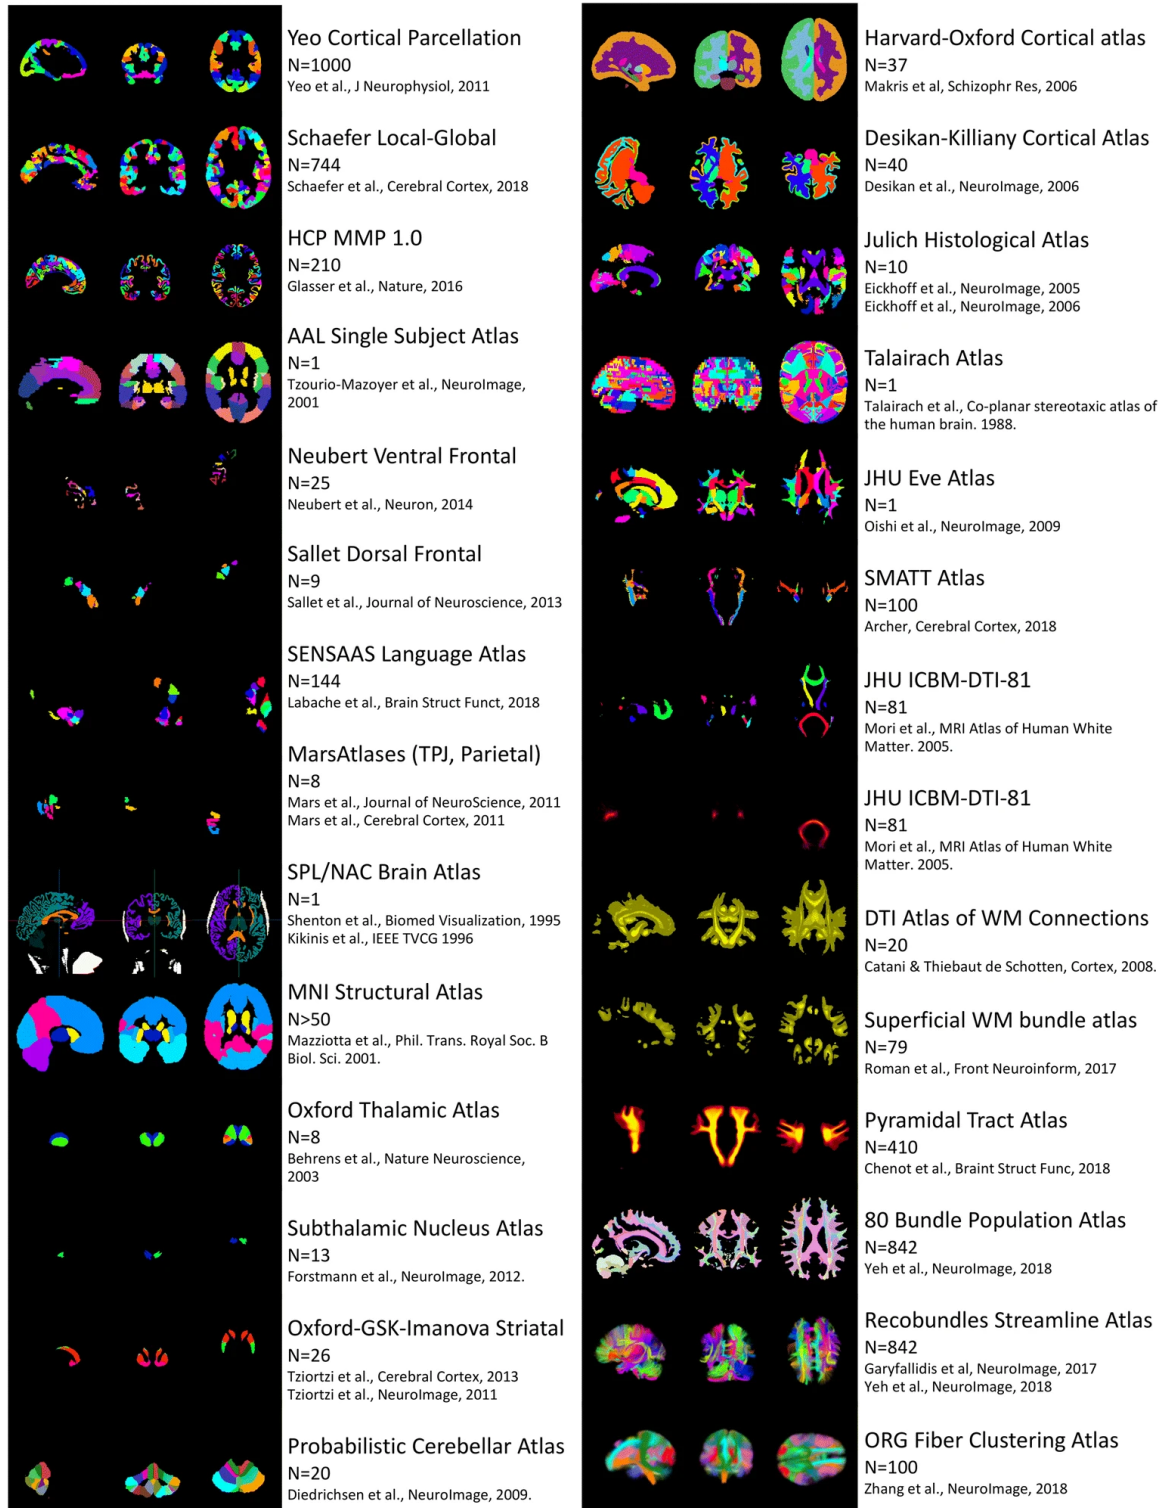 Yeo Cortical Parcellation
N=1000
Yeo et al., J Neurophysiol, 2011
Schaefer Local-Global
N=744
Schaefer et al., Cerebral Cortex, 2018
HCP MMP 1.0
N=210
Glasser et al., Nature, 2016
AAL Single Subject Atlas
N=1
Tzourio-Mazoyer et al., NeuroImage,
2001
Neubert Ventral Frontal
N=25
Neubert et al., Neuron, 2014
Sallet Dorsal Frontal
N=9
Sallet et al., Journal of Neuroscience, 2013
SENSAAS Language Atlas
N=144
Labache et al., Brain Struct Funct, 2018
MarsAtlases (TPJ, Parietal)
N=8
Mars et al., Journal of NeuroScience, 2011
Mars et al., Cerebral Cortex, 2011
SPL/NAC Brain Atlas
N=1
Shenton et al., Biomed Visualization, 1995
Kikinis et al., IEEE TVCG 1996
MNI Structural Atlas
N>50
Mazziotta et al., Phil. Trans. Royal Soc. B
Biol. Sci. 2001.
Oxford Thalamic Atlas
N=8
Behrens et al., Nature Neuroscience,
2003
Subthalamic Nucleus Atlas
N=13
Forstmann et al., NeuroImage, 2012.
Oxford-GSK-Imanova Striatal
N=26
Tziortzi et al., Cerebral Cortex, 2013
Tziortzi et al., NeuroImage, 2011
Probabilistic Cerebellar Atlas
N=20
Diedrichsen et al., NeuroImage, 2009.
Harvard-Oxford Cortical atlas
N=37
Makris et al, Schizophr Res, 2006
Desikan-Killiany Cortical Atlas
N=40
Desikan et al., NeuroImage, 2006
Julich Histological Atlas
N=10
Eickhoff et al., NeuroImage, 2005
Eickhoff et al., NeuroImage, 2006
Talairach Atlas
N=1
Talairach et al., Co-planar stereotaxic atlas of
the human brain. 1988.
JHU Eve Atlas
N=1
Oishi et al., NeuroImage, 2009
SMATT Atlas
N=100
Archer, Cerebral Cortex, 2018
JHU ICBM-DTI-81
N=81
Mori et al., MRI Atlas of Human White
Matter. 2005.
JHU ICBM-DTI-81
N=81
Mori et al., MRI Atlas of Human White
Matter. 2005.
DTI Atlas of WM Connections
N=20
Catani & Thiebaut de Schotten, Cortex, 2008.
Superficial WM bundle atlas
N=79
Roman et al., Front Neuroinform, 2017
Pyramidal Tract Atlas
N=410
Chenot et al., Braint Struct Func, 2018
80 Bundle Population Atlas
N=842
Yeh et al., NeuroImage, 2018
Recobundles Streamline Atlas
N=842
Garyfallidis et al, NeuroImage, 2017
Yeh et al., NeuroImage, 2018
ORG Fiber Clustering Atlas
N=100
Zhang et al., NeuroImage, 2018